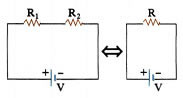 R₁ R₂ R
+ − + −
V V